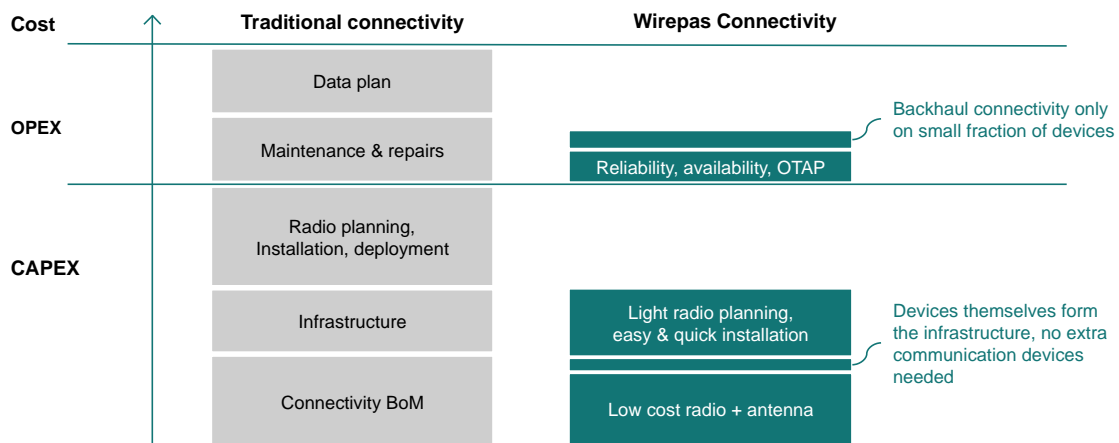 Cost
Traditional connectivity
Wirepas Connectivity
OPEX
Data plan
Maintenance & repairs
Reliability, availability, OTAP
Backhaul connectivity only
on small fraction of devices
CAPEX
Radio planning,
Installation, deployment
Infrastructure
Connectivity BoM
Light radio planning,
easy & quick installation
Low cost radio + antenna
Devices themselves form
the infrastructure, no extra
communication devices
needed